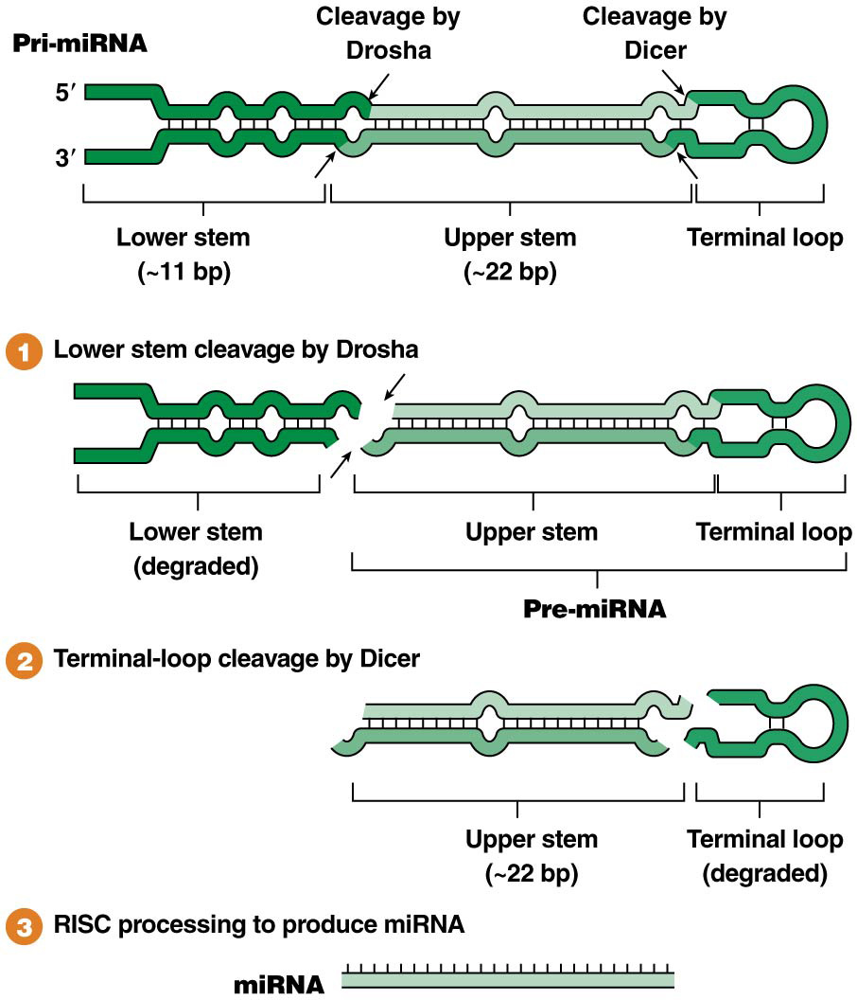 Cleavage by
Drosha
Cleavage by
Dicer
Pri-miRNA
5′
3′
Lower stem
(~11 bp)
Upper stem
(~22 bp)
Terminal loop
1 Lower stem cleavage by Drosha
Lower stem
(degraded)
Upper stem
Terminal loop
Pre-miRNA
2 Terminal-loop cleavage by Dicer
Upper stem
(~22 bp)
Terminal loop
(degraded)
3 RISC processing to produce miRNA
miRNA